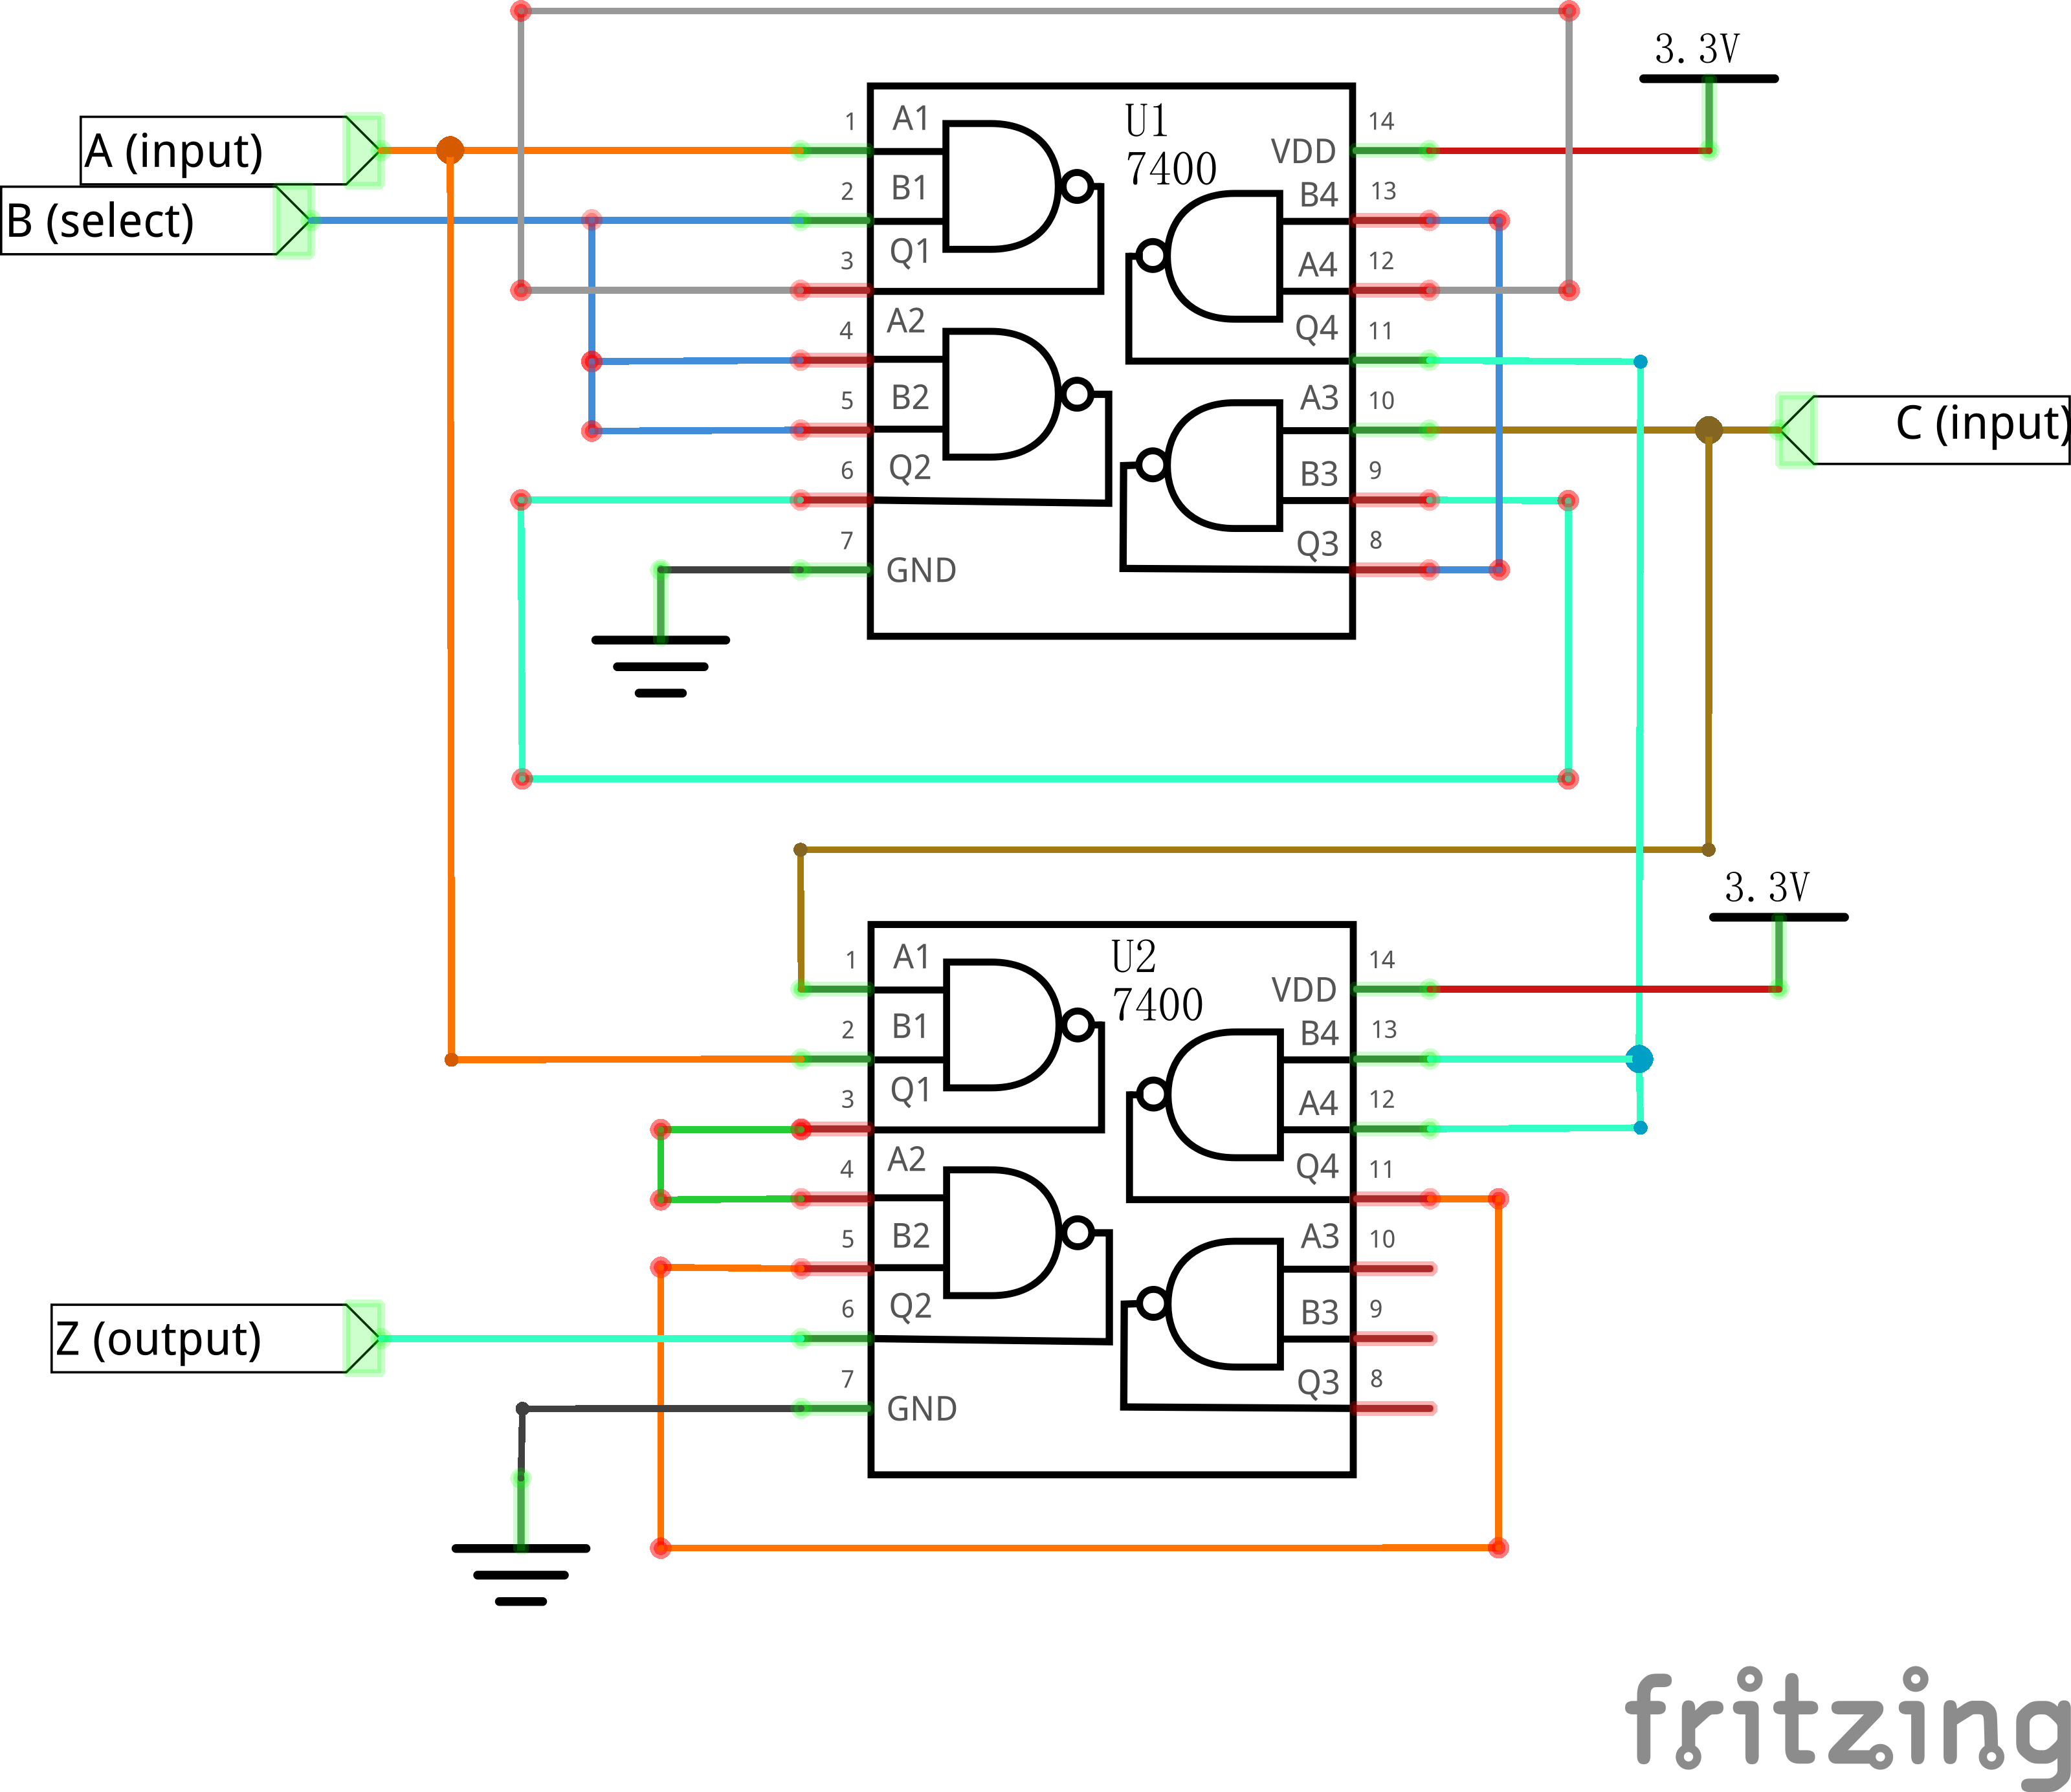 3.3V
A (input)
B (select)
U1
7400
1
A1
2
B1
3
Q1
4
A2
5
B2
6
Q2
7
GND
14
VDD
13
B4
12
A4
11
Q4
10
A3
9
B3
8
Q3
C (input)
3.3V
U2
7400
1
A1
2
B1
3
Q1
4
A2
5
B2
6
Q2
7
GND
14
VDD
13
B4
12
A4
11
Q4
10
A3
9
B3
8
Q3
Z (output)
fritzing